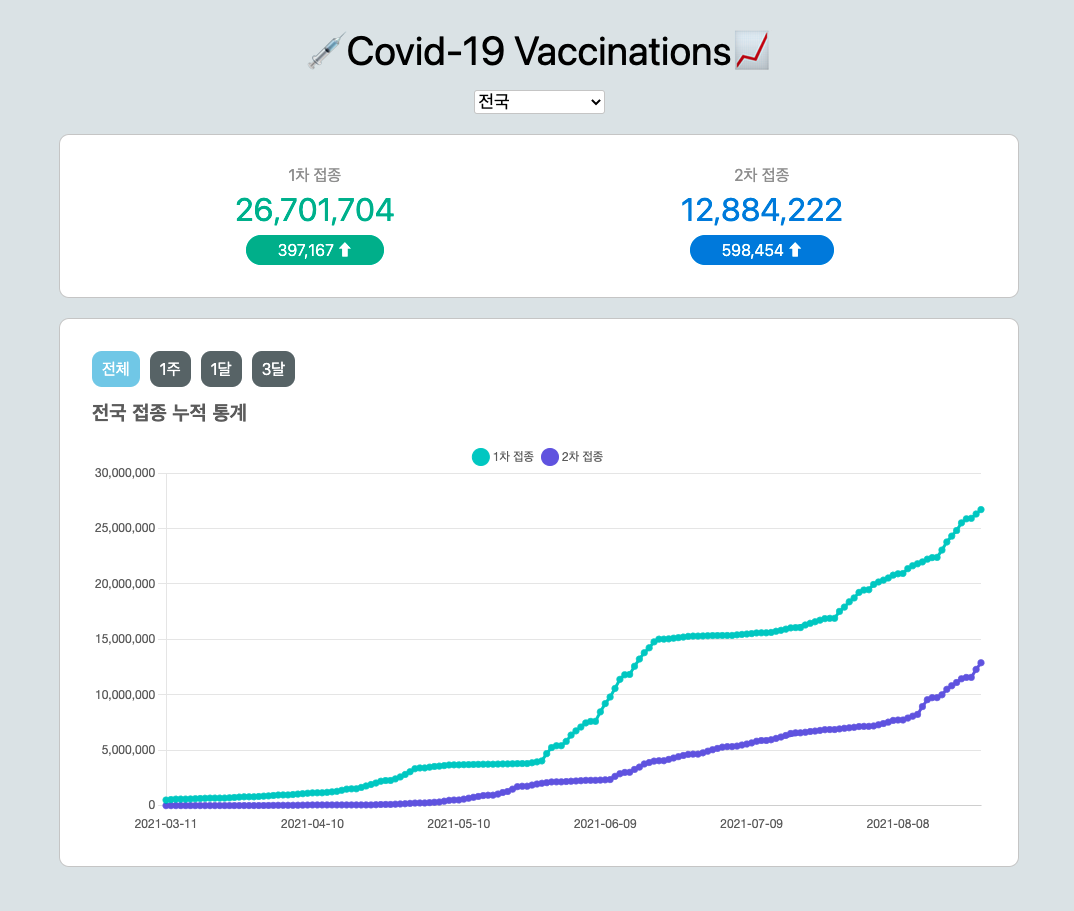 💉Covid-19 Vaccinations📈
전국
1차 접종
26,701,704
397,167 ⬆
2차 접종
12,884,222
598,454 ⬆
전체 1주 1달 3달
전국 접종 누적 통계
1차 접종 2차 접종
30,000,000
25,000,000
20,000,000
15,000,000
10,000,000
5,000,000
0
2021-03-11 2021-04-10 2021-05-10 2021-06-09 2021-07-09 2021-08-08